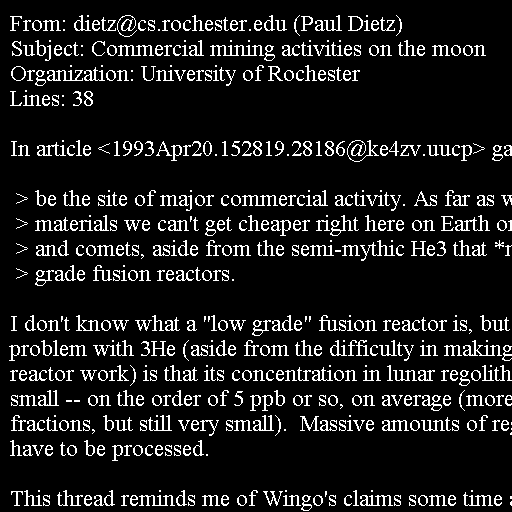 From: dietz@cs.rochester.edu (Paul Dietz)
Subject: Commercial mining activities on the moon
Organization: University of Rochester
Lines: 38

In article <1993Apr20.152819.28186@ke4zv.uucp> ga

> be the site of major commercial activity. As far as w
> materials we can't get cheaper right here on Earth or
> and comets, aside from the semi-mythic He3 that *m
> grade fusion reactors.

I don't know what a "low grade" fusion reactor is, but
problem with 3He (aside from the difficulty in making
reactor work) is that its concentration in lunar regolith
small -- on the order of 5 ppb or so, on average (more
fractions, but still very small).  Massive amounts of reg
have to be processed.

This thread reminds me of Wingo's claims some time a